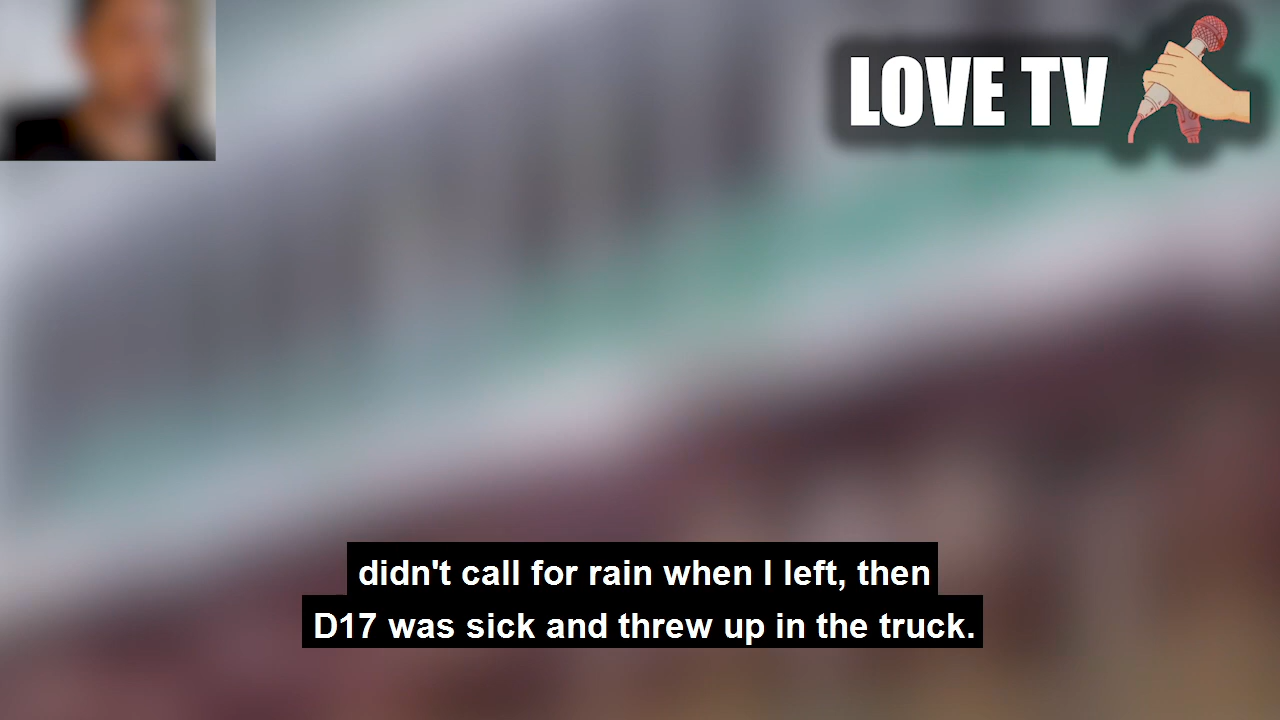 LOVE TV
didn't call for rain when I left, then
D17 was sick and threw up in the truck.